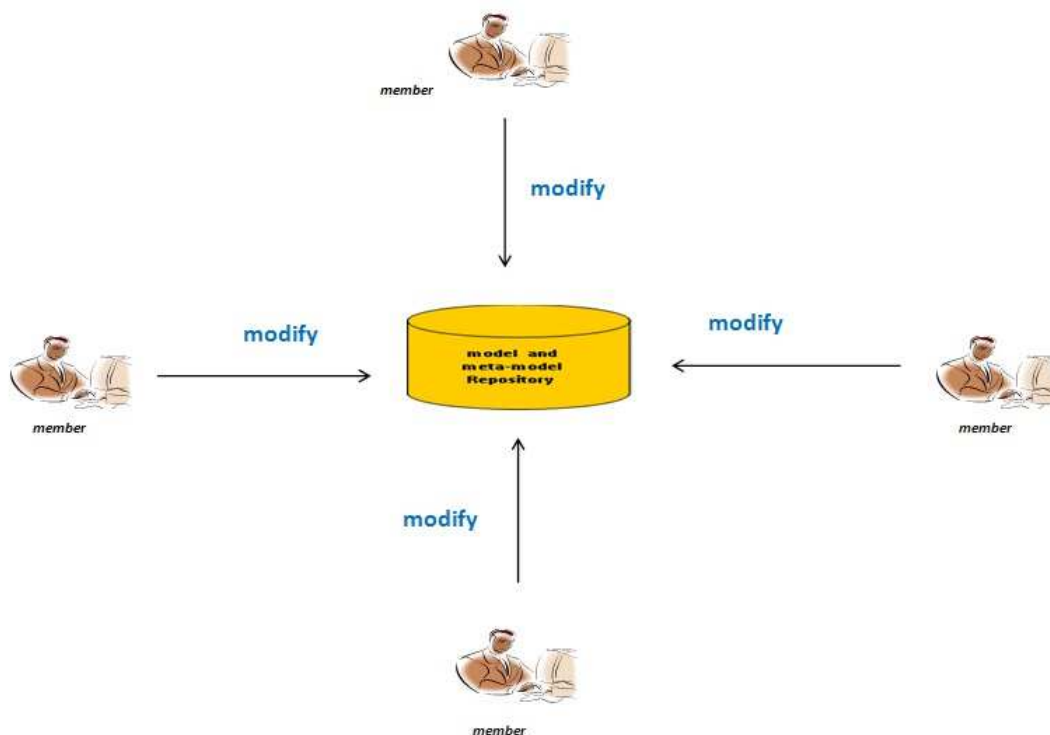 member
modify
modify
modify
model and
meta-model
Repository
member
member
modify
member